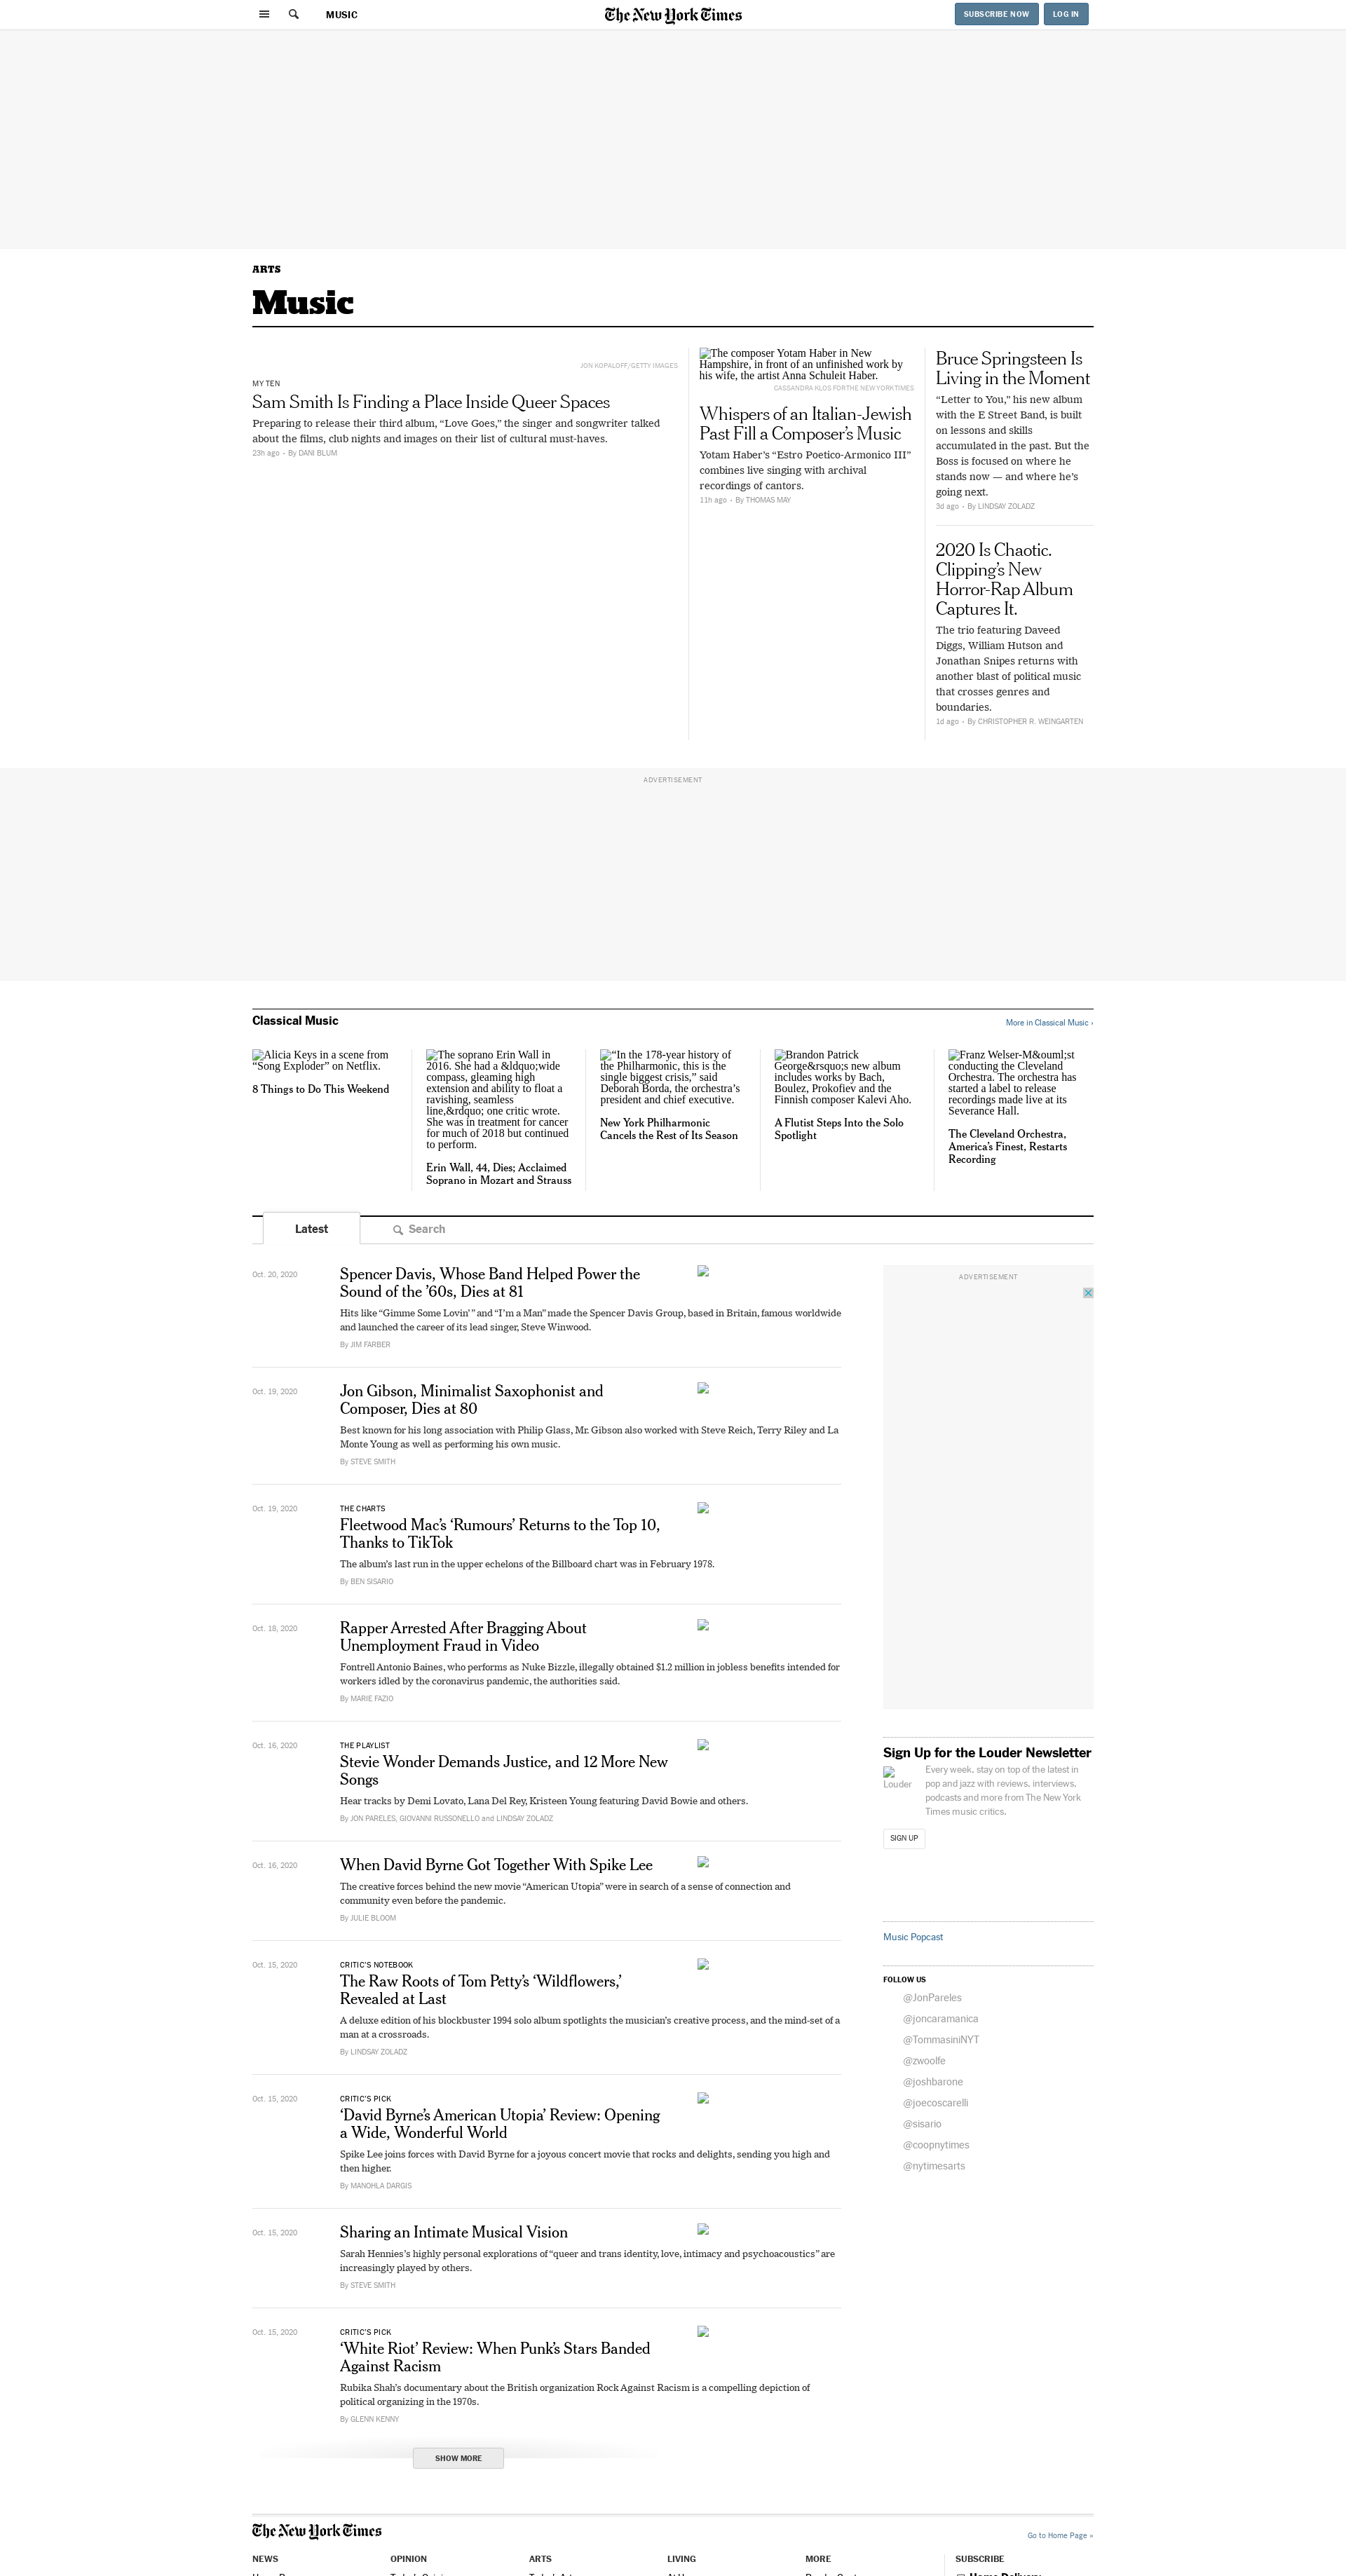 MUSIC
The New York Times
SUBSCRIBE NOW
LOG IN
ARTS
Music
JON KOPALOFF/GETTY IMAGES
MY TEN
Sam Smith Is Finding a Place Inside Queer Spaces
Preparing to release their third album, “Love Goes,” the singer and songwriter talked
about the films, club nights and images on their list of cultural must-haves.
23h ago • By DANI BLUM
The composer Yotam Haber in New
Hampshire, in front of an unfinished work by
his wife, the artist Anna Schuleit Haber.
CASSANDRA KLOS FOR THE NEW YORK TIMES
Whispers of an Italian-Jewish
Past Fill a Composer’s Music
Yotam Haber’s “Estro Poetico-Armonico III”
combines live singing with archival
recordings of cantors.
11h ago • By THOMAS MAY
Bruce Springsteen Is
Living in the Moment
“Letter to You,” his new album
with the E Street Band, is built
on lessons and skills
accumulated in the past. But the
Boss is focused on where he
stands now — and where he’s
going next.
3d ago • By LINDSAY ZOLADZ
2020 Is Chaotic.
Clipping’s New
Horror-Rap Album
Captures It.
The trio featuring Daveed
Diggs, William Hutson and
Jonathan Snipes returns with
another blast of political music
that crosses genres and
boundaries.
1d ago • By CHRISTOPHER R. WEINGARTEN
ADVERTISEMENT
Classical Music
More in Classical Music ›
Alicia Keys in a scene from
“Song Exploder” on Netflix.
8 Things to Do This Weekend
The soprano Erin Wall in
2016. She had a &ldquo;wide
compass, gleaming high
extension and ability to float a
ravishing, seamless
line,&rdquo; one critic wrote.
She was in treatment for cancer
for much of 2018 but continued
to perform.
Erin Wall, 44, Dies; Acclaimed
Soprano in Mozart and Strauss
“In the 178-year history of
the Philharmonic, this is the
single biggest crisis,” said
Deborah Borda, the orchestra’s
president and chief executive.
New York Philharmonic
Cancels the Rest of Its Season
Brandon Patrick
George&rsquo;s new album
includes works by Bach,
Boulez, Prokofiev and the
Finnish composer Kalevi Aho.
A Flutist Steps Into the Solo
Spotlight
Franz Welser-M&ouml;st
conducting the Cleveland
Orchestra. The orchestra has
started a label to release
recordings made live at its
Severance Hall.
The Cleveland Orchestra,
America’s Finest, Restarts
Recording
Latest
Search
Oct. 20, 2020
Spencer Davis, Whose Band Helped Power the
Sound of the ’60s, Dies at 81
Hits like “Gimme Some Lovin’ ” and “I’m a Man” made the Spencer Davis Group, based in Britain, famous worldwide
and launched the career of its lead singer, Steve Winwood.
By JIM FARBER
Oct. 19, 2020
Jon Gibson, Minimalist Saxophonist and
Composer, Dies at 80
Best known for his long association with Philip Glass, Mr. Gibson also worked with Steve Reich, Terry Riley and La
Monte Young as well as performing his own music.
By STEVE SMITH
Oct. 19, 2020
THE CHARTS
Fleetwood Mac’s ‘Rumours’ Returns to the Top 10,
Thanks to TikTok
The album’s last run in the upper echelons of the Billboard chart was in February 1978.
By BEN SISARIO
Oct. 18, 2020
Rapper Arrested After Bragging About
Unemployment Fraud in Video
Fontrell Antonio Baines, who performs as Nuke Bizzle, illegally obtained $1.2 million in jobless benefits intended for
workers idled by the coronavirus pandemic, the authorities said.
By MARIE FAZIO
Oct. 16, 2020
THE PLAYLIST
Stevie Wonder Demands Justice, and 12 More New
Songs
Hear tracks by Demi Lovato, Lana Del Rey, Kristeen Young featuring David Bowie and others.
By JON PARELES, GIOVANNI RUSSONELLO and LINDSAY ZOLADZ
Oct. 16, 2020
When David Byrne Got Together With Spike Lee
The creative forces behind the new movie “American Utopia” were in search of a sense of connection and
community even before the pandemic.
By JULIE BLOOM
Oct. 15, 2020
CRITIC’S NOTEBOOK
The Raw Roots of Tom Petty’s ‘Wildflowers,’
Revealed at Last
A deluxe edition of his blockbuster 1994 solo album spotlights the musician’s creative process, and the mind-set of a
man at a crossroads.
By LINDSAY ZOLADZ
Oct. 15, 2020
CRITIC’S PICK
‘David Byrne’s American Utopia’ Review: Opening
a Wide, Wonderful World
Spike Lee joins forces with David Byrne for a joyous concert movie that rocks and delights, sending you high and
then higher.
By MANOHLA DARGIS
Oct. 15, 2020
Sharing an Intimate Musical Vision
Sarah Hennies’s highly personal explorations of “queer and trans identity, love, intimacy and psychoacoustics” are
increasingly played by others.
By STEVE SMITH
Oct. 15, 2020
CRITIC’S PICK
‘White Riot’ Review: When Punk’s Stars Banded
Against Racism
Rubika Shah’s documentary about the British organization Rock Against Racism is a compelling depiction of
political organizing in the 1970s.
By GLENN KENNY
SHOW MORE
ADVERTISEMENT
Sign Up for the Louder Newsletter
Louder
Every week, stay on top of the latest in
pop and jazz with reviews, interviews,
podcasts and more from The New York
Times music critics.
SIGN UP
Music Popcast
FOLLOW US
@JonPareles
@joncaramanica
@TommasiniNYT
@zwoolfe
@joshbarone
@joecoscarelli
@sisario
@coopnytimes
@nytimesarts
The New York Times
Go to Home Page »
NEWS
OPINION
ARTS
LIVING
MORE
SUBSCRIBE